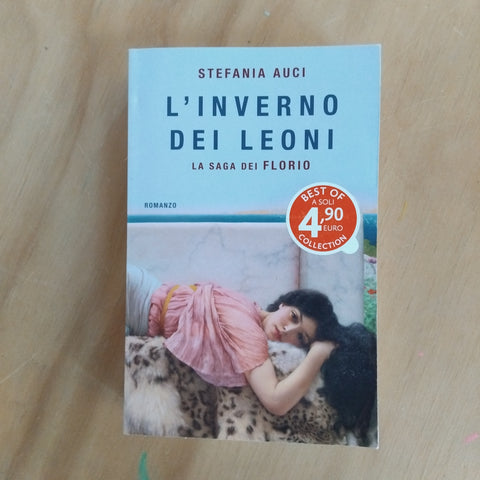 STEFANIA AUCI
L'INVERNO
DEI LEONI
LA SAGA DEI FLORIO
ROMANZO
BEST OF
A SOLI
4,90
EURO
COLLECTION